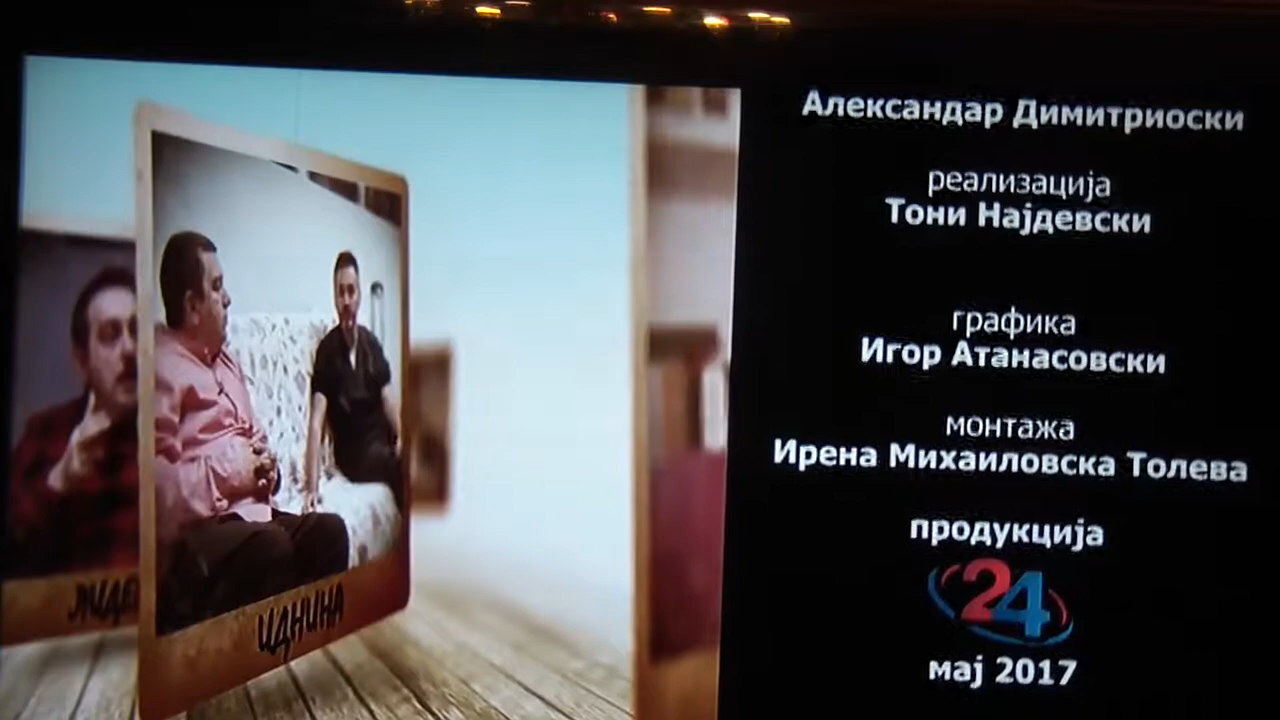 Александар Димитриоски
реализација
Тони Најдевски
графика
Игор Атанасовски
монтажа
Ирена Михаиловска Толева
продукција
24
мај 2017
ИДНИНА